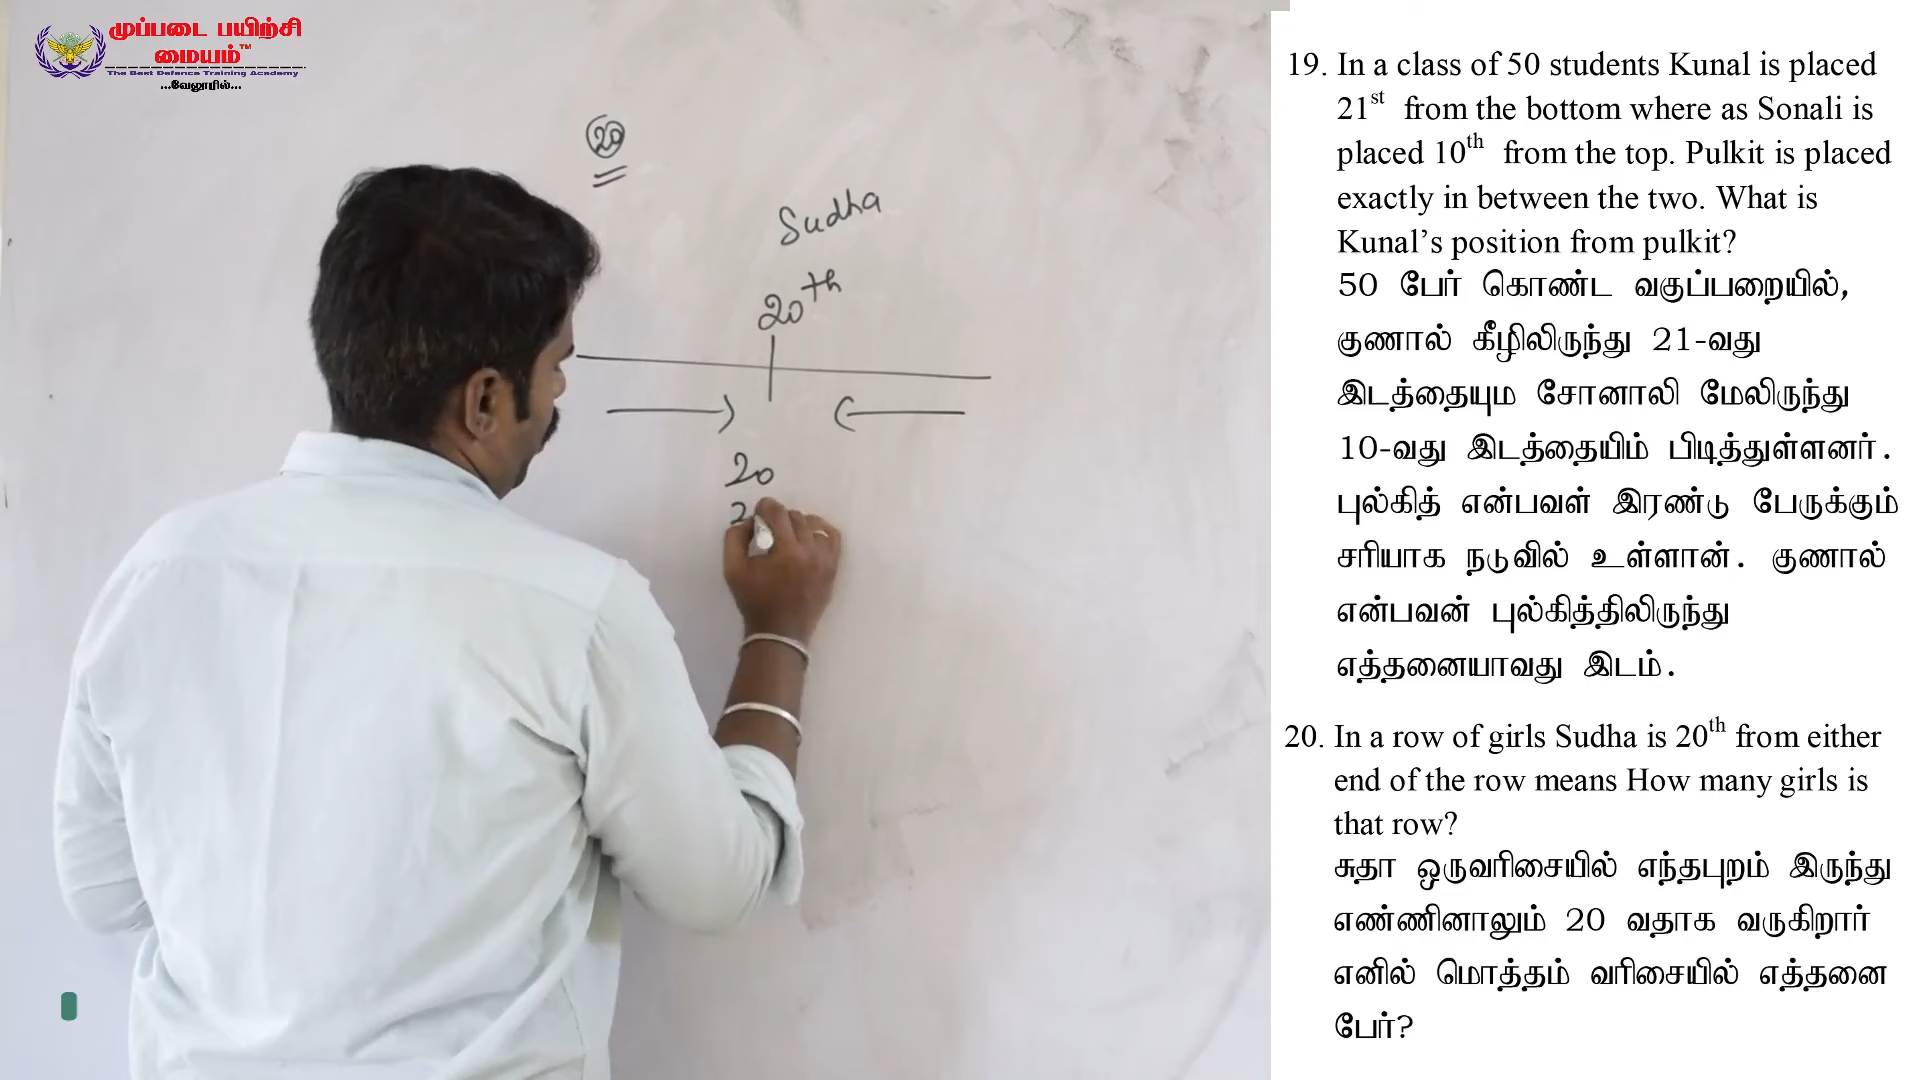 முப்படை பயிற்சி
மையம்™
The Best Defence Training Academy
...வேலூரில்...
20
Sudha
20th
20
19. In a class of 50 students Kunal is placed
21st from the bottom where as Sonali is
placed 10th from the top. Pulkit is placed
exactly in between the two. What is
Kunal's position from pulkit?
50 பேர் கொண்ட வகுப்பறையில்,
குணால் கீழிலிருந்து 21-வது
இடத்தையும சோனாலி மேலிருந்து
10-வது இடத்தையிம் பிடித்துள்ளனர்.
புல்கித் என்பவள் இரண்டு பேருக்கும்
சரியாக நடுவில் உள்ளான். குணால்
என்பவன் புல்கித்திலிருந்து
எத்தனையாவது இடம்.
20. In a row of girls Sudha is 20th from either
end of the row means How many girls is
that row?
சுதா ஒருவரிசையில் எந்தபுறம் இருந்து
எண்ணினாலும் 20 வதாக வருகிறார்
எனில் மொத்தம் வரிசையில் எத்தனை
பேர்?